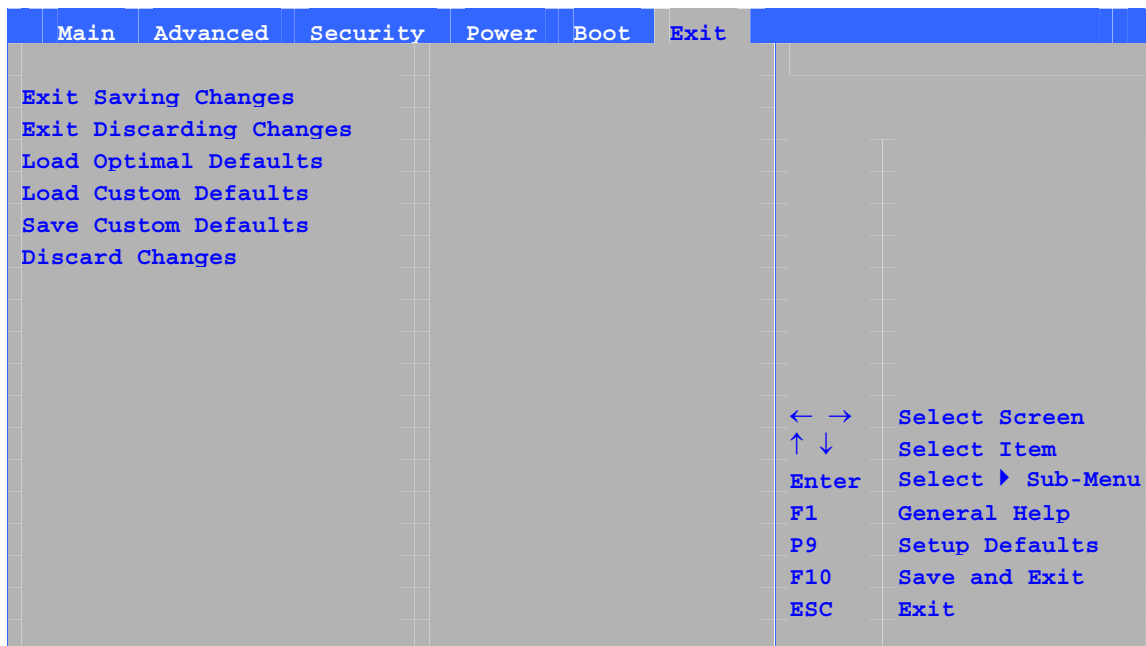 Main Advanced Security Power Boot Exit
Exit Saving Changes
Exit Discarding Changes
Load Optimal Defaults
Load Custom Defaults
Save Custom Defaults
Discard Changes
← → Select Screen
↑ ↓ Select Item
Enter Select ▶ Sub-Menu
F1 General Help
P9 Setup Defaults
F10 Save and Exit
ESC Exit